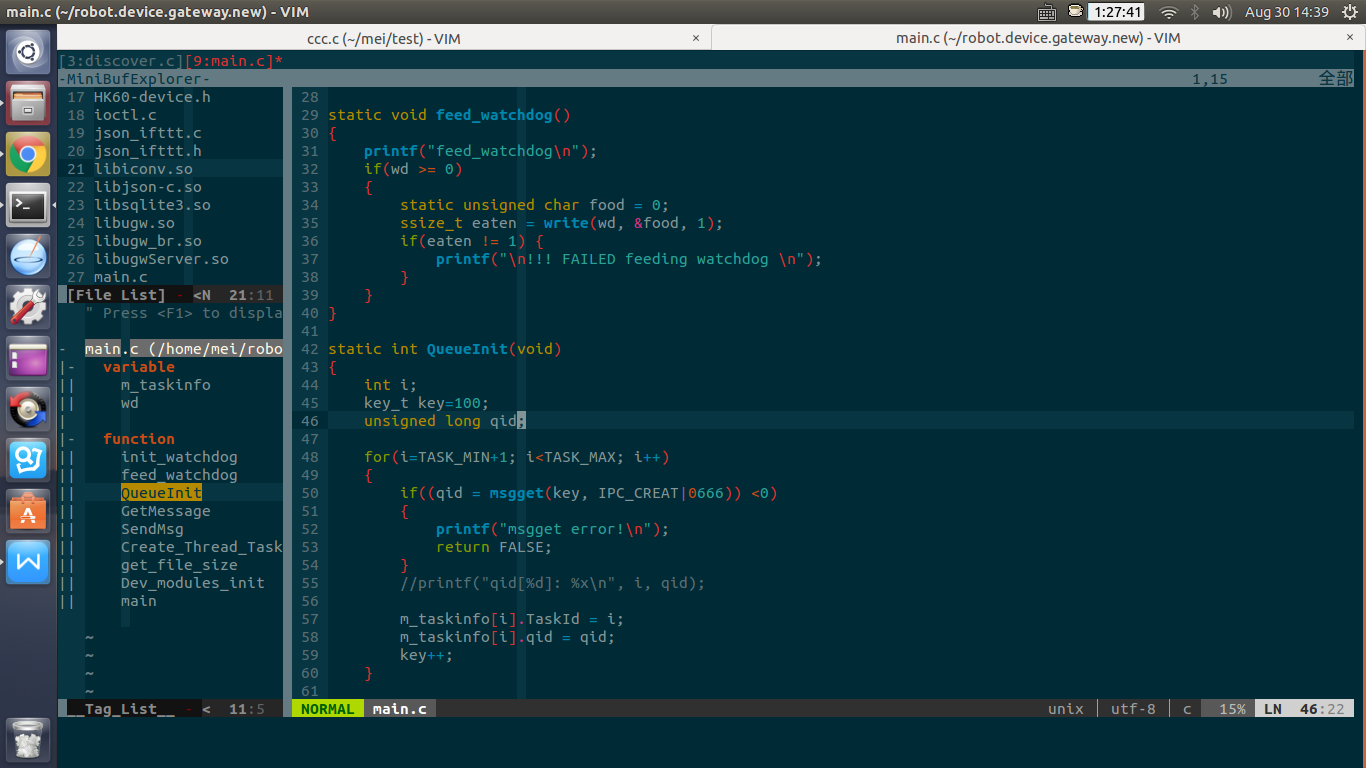 main.c (~/robot.device.gateway.new) - VIM
1:27:41
Aug 30 14:39
ccc.c (~/mei/test) - VIM ×
main.c (~/robot.device.gateway.new) - VIM ×
[3:discover.c][9:main.c]*
-MiniBufExplorer- 1,15 全部
17 HK60-device.h
18 ioctl.c
19 json_ifttt.c
20 json_ifttt.h
21 libiconv.so
22 libjson-c.so
23 libsqlite3.so
24 libugw.so
25 libugw_br.so
26 libugwServer.so
27 main.c
[File List] - <N 21:11
" Press <F1> to displa
- main.c (/home/mei/robo
|- variable
|| m_taskinfo
|| wd
|
|- function
|| init_watchdog
|| feed_watchdog
|| QueueInit
|| GetMessage
|| SendMsg
|| Create_Thread_Task
|| get_file_size
|| Dev_modules_init
|| main
~
~
~
~
__Tag_List__ - < 11:5
28
29 static void feed_watchdog()
30 {
31     printf("feed_watchdog\n");
32     if(wd >= 0)
33     {
34         static unsigned char food = 0;
35         ssize_t eaten = write(wd, &food, 1);
36         if(eaten != 1) {
37             printf("\n!!! FAILED feeding watchdog \n");
38         }
39     }
40 }
41
42 static int QueueInit(void)
43 {
44     int i;
45     key_t key=100;
46     unsigned long qid;
47
48     for(i=TASK_MIN+1; i<TASK_MAX; i++)
49     {
50         if((qid = msgget(key, IPC_CREAT|0666)) <0)
51         {
52             printf("msgget error!\n");
53             return FALSE;
54         }
55         //printf("qid[%d]: %x\n", i, qid);
56
57         m_taskinfo[i].TaskId = i;
58         m_taskinfo[i].qid = qid;
59         key++;
60     }
61
NORMAL main.c unix utf-8 c 15% LN 46:22